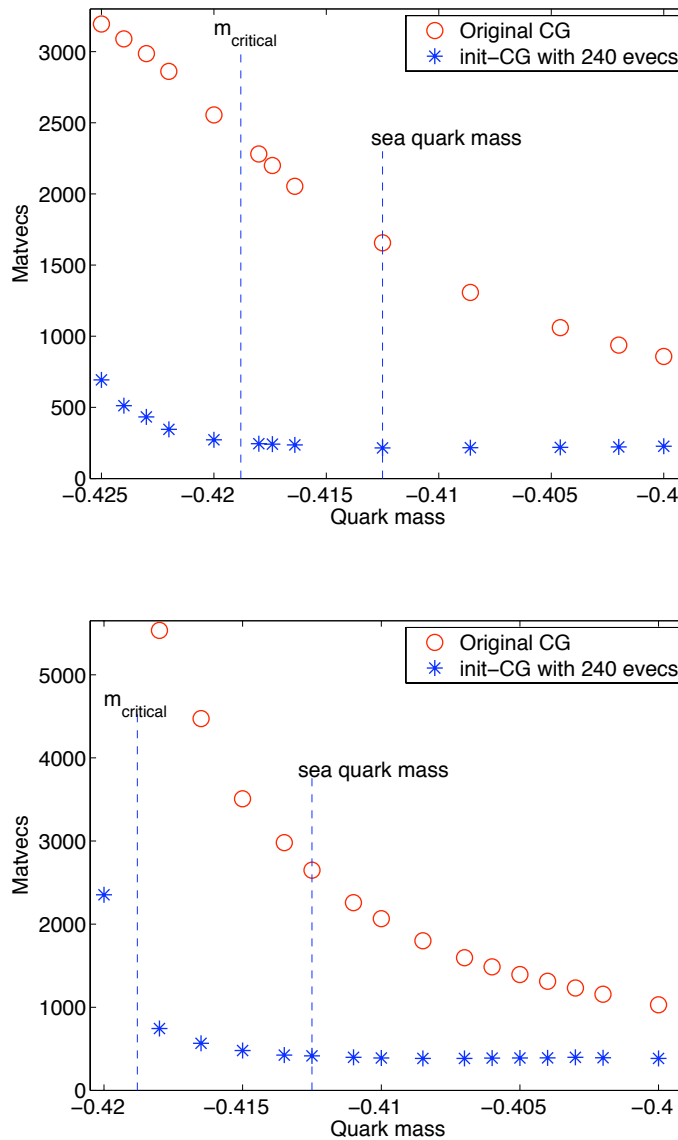 m_critical
Original CG
init−CG with 240 evecs
sea quark mass
Matvecs
3000
2500
2000
1500
1000
500
0
−0.425
−0.42
−0.415
−0.41
−0.405
−0.4
Quark mass
Original CG
init−CG with 240 evecs
m_critical
sea quark mass
Matvecs
5000
4000
3000
2000
1000
0
−0.42
−0.415
−0.41
−0.405
−0.4
Quark mass